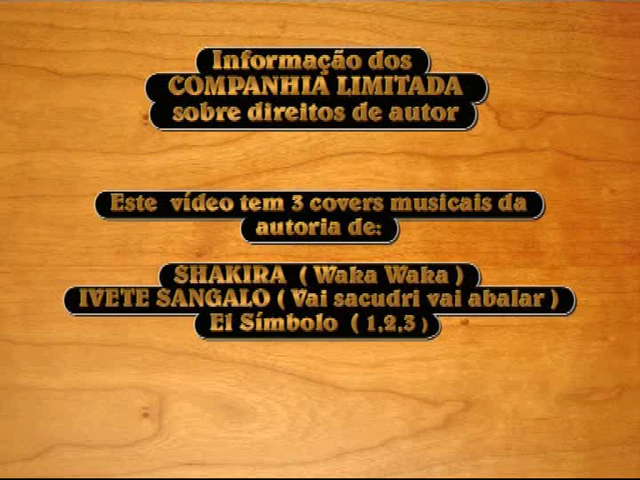 Informação dos
COMPANHIA LIMITADA
sobre direitos de autor
Este vídeo tem 3 covers musicais da
autoria de:
SHAKIRA ( Waka Waka )
IVETE SANGALO ( Vai sacudri vai abalar )
El Símbolo ( 1,2,3 )